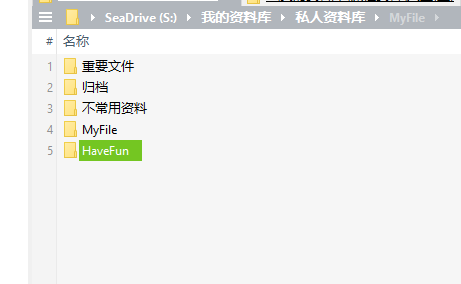 SeaDrive (S:) 我的资料库 私人资料库 MyFile
# 名称
1 重要文件
2 归档
3 不常用资料
4 MyFile
5 HaveFun